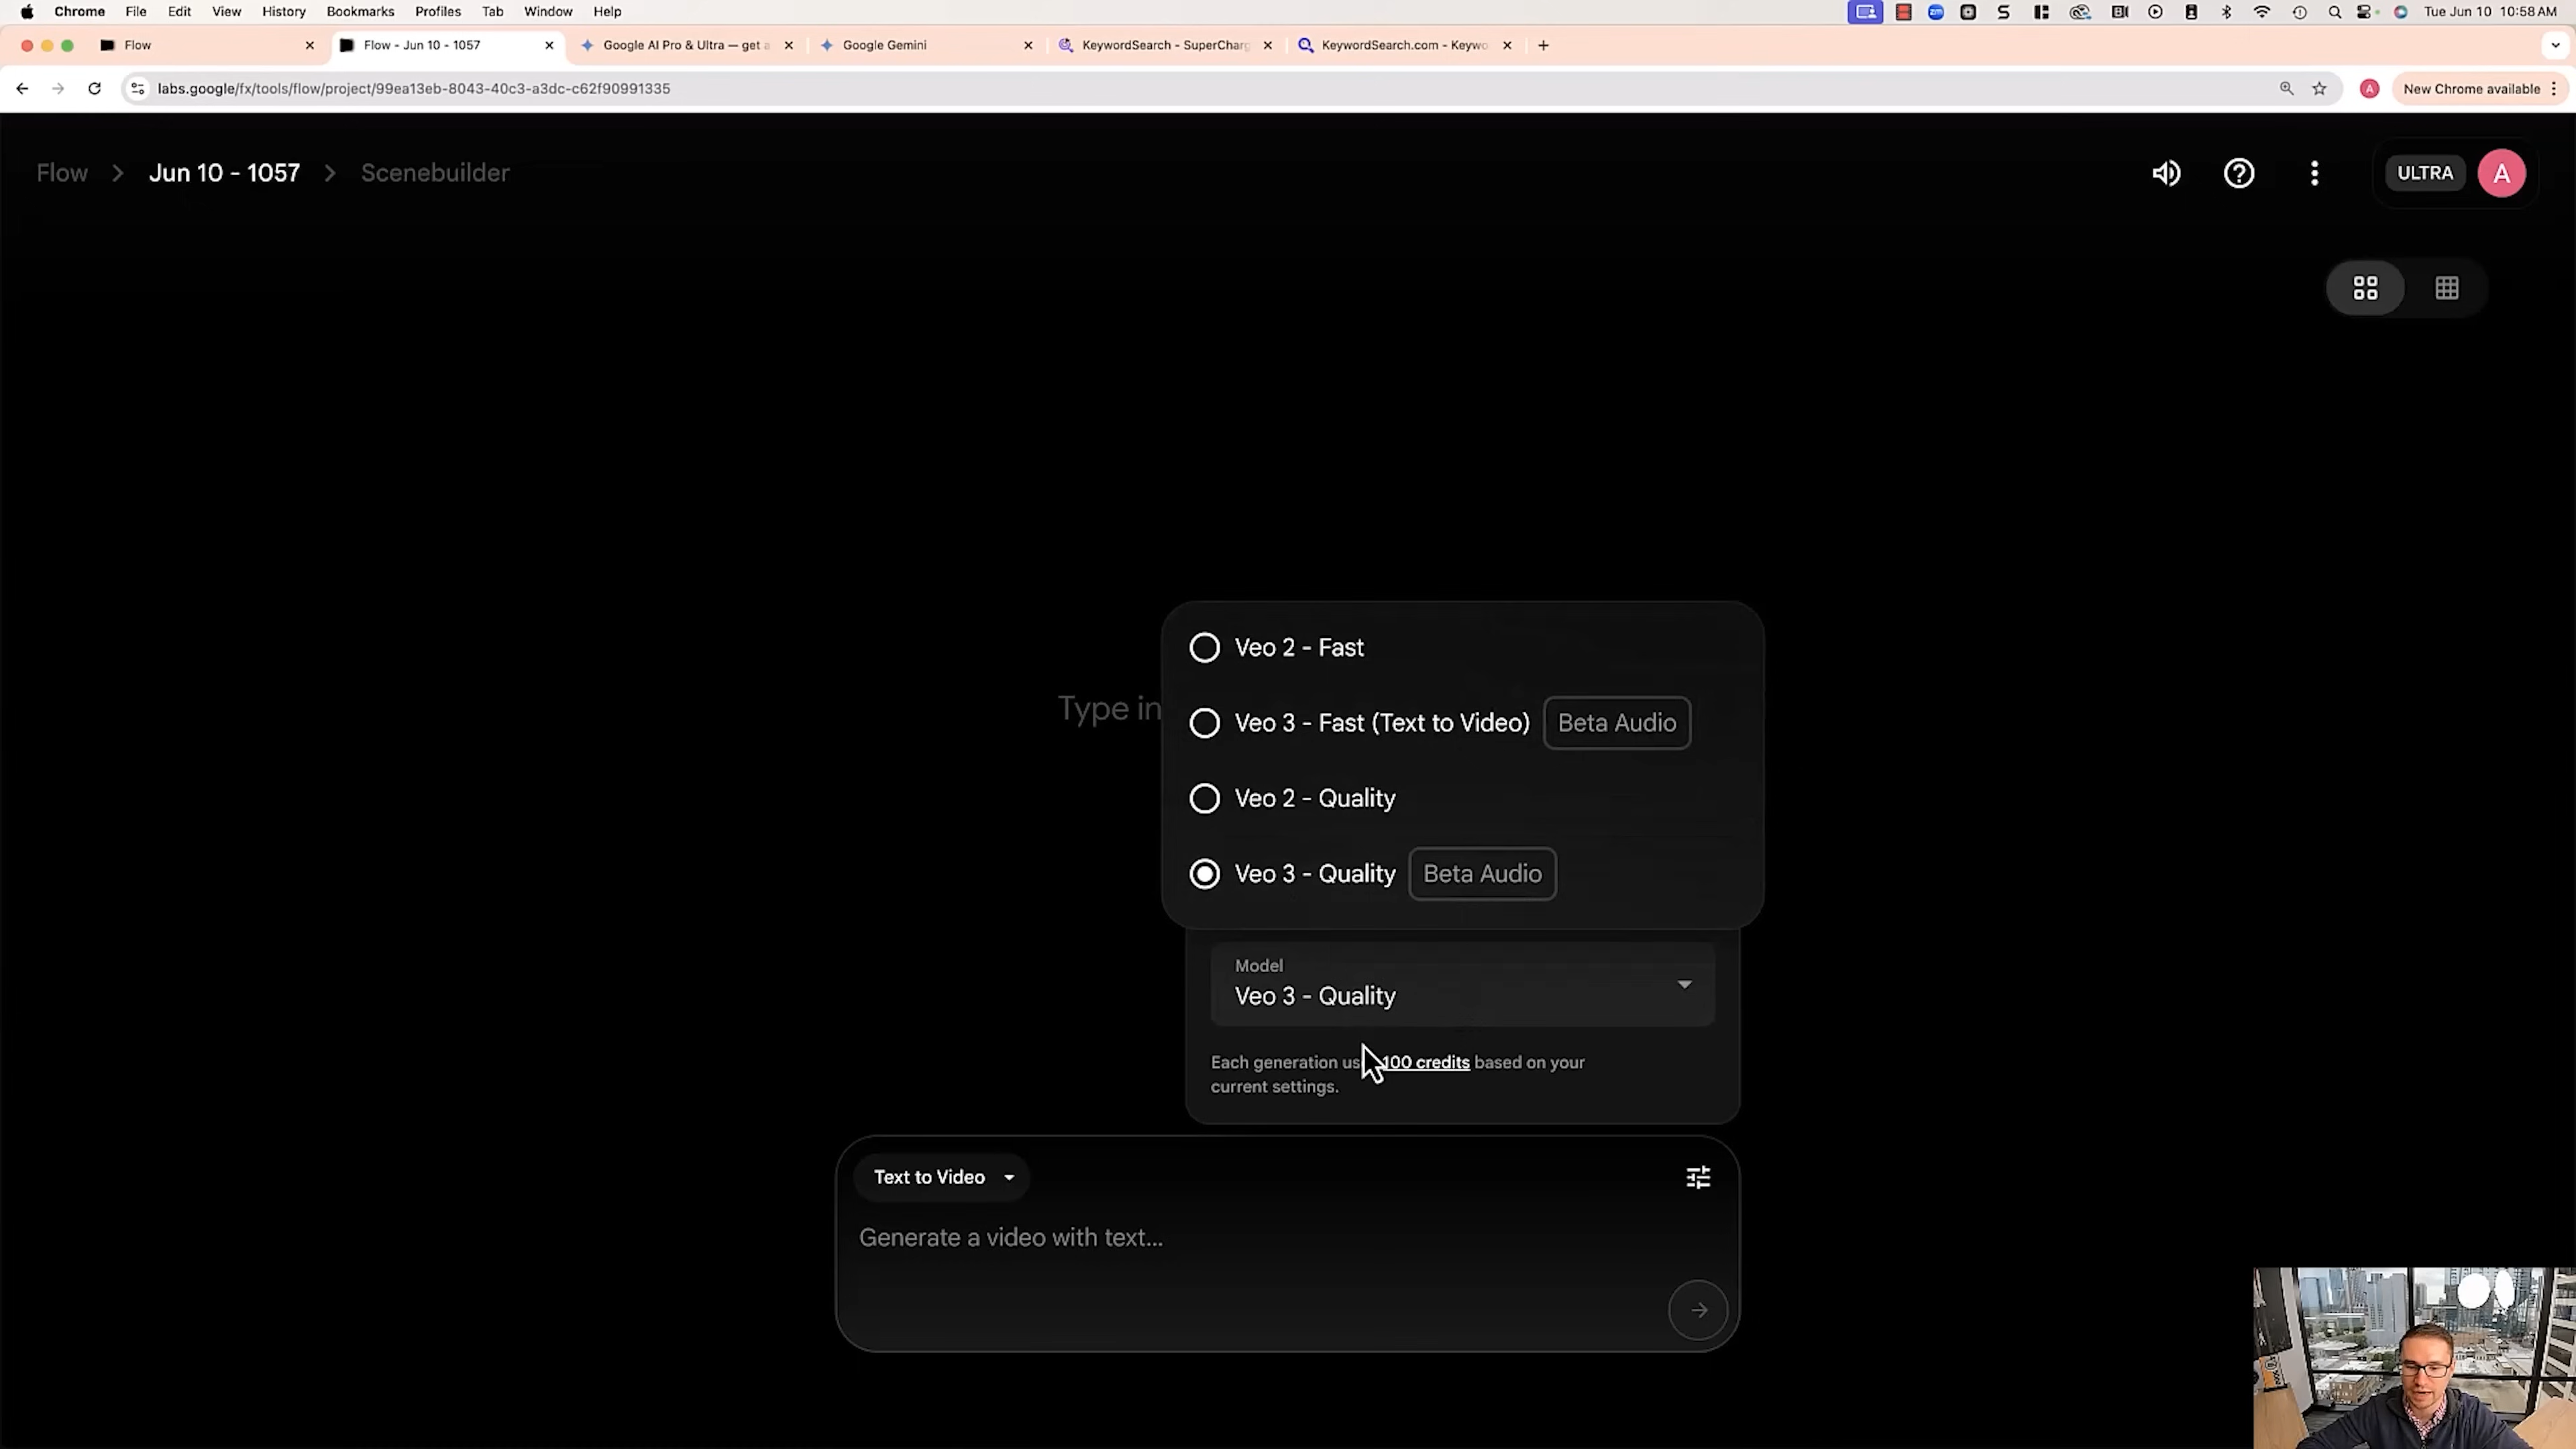 Chrome File Edit View History Bookmarks Profiles Tab Window Help Tue Jun 10 10:58 AM
Flow Flow - Jun 10 - 1057 Google AI Pro & Ultra — get a Google Gemini KeywordSearch - SuperCharg KeywordSearch.com - Keywo
labs.google/fx/tools/flow/project/99ea13eb-8043-40c3-a3dc-c62f90991335 A New Chrome available
Flow > Jun 10 - 1057 > Scenebuilder ULTRA A
Veo 2 - Fast
Type in
Veo 3 - Fast (Text to Video) Beta Audio
Veo 2 - Quality
Veo 3 - Quality Beta Audio
Model
Veo 3 - Quality
Each generation us 100 credits based on your
current settings.
Text to Video
Generate a video with text...